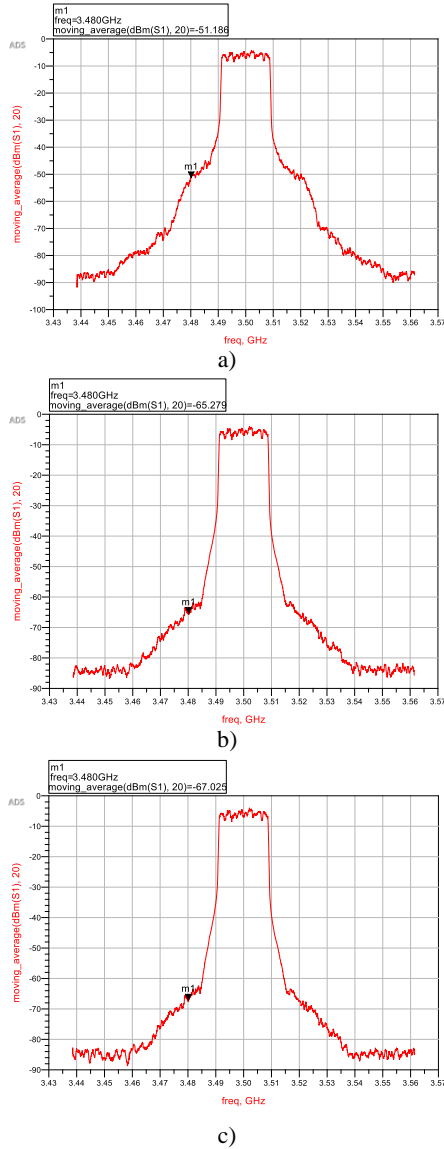 m1
freq=3.480GHz
moving_average(dBm(S1), 20)=-51.186
ADS
0
-10
-20
-30
-40
-50
-60
-70
-80
-90
-100
moving_average(dBm(S1), 20)
m1
3.43 3.44 3.45 3.46 3.47 3.48 3.49 3.50 3.51 3.52 3.53 3.54 3.55 3.56 3.57
freq, GHz
a)
m1
freq=3.480GHz
moving_average(dBm(S1), 20)=-65.279
ADS
0
-10
-20
-30
-40
-50
-60
-70
-80
-90
moving_average(dBm(S1), 20)
m1
3.43 3.44 3.45 3.46 3.47 3.48 3.49 3.50 3.51 3.52 3.53 3.54 3.55 3.56 3.57
freq, GHz
b)
m1
freq=3.480GHz
moving_average(dBm(S1), 20)=-67.025
ADS
0
-10
-20
-30
-40
-50
-60
-70
-80
-90
moving_average(dBm(S1), 20)
m1
3.43 3.44 3.45 3.46 3.47 3.48 3.49 3.50 3.51 3.52 3.53 3.54 3.55 3.56 3.57
freq, GHz
c)